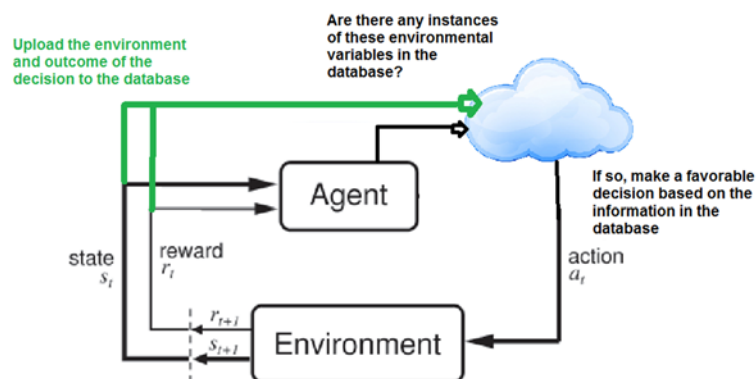 Upload the environment
and outcome of the
decision to the database
Are there any instances
of these environmental
variables in the
database?
If so, make a favorable
decision based on the
information in the
database
Agent
state
s_t
reward
r_t
action
a_t
r_{t+1}
s_{t+1}
Environment